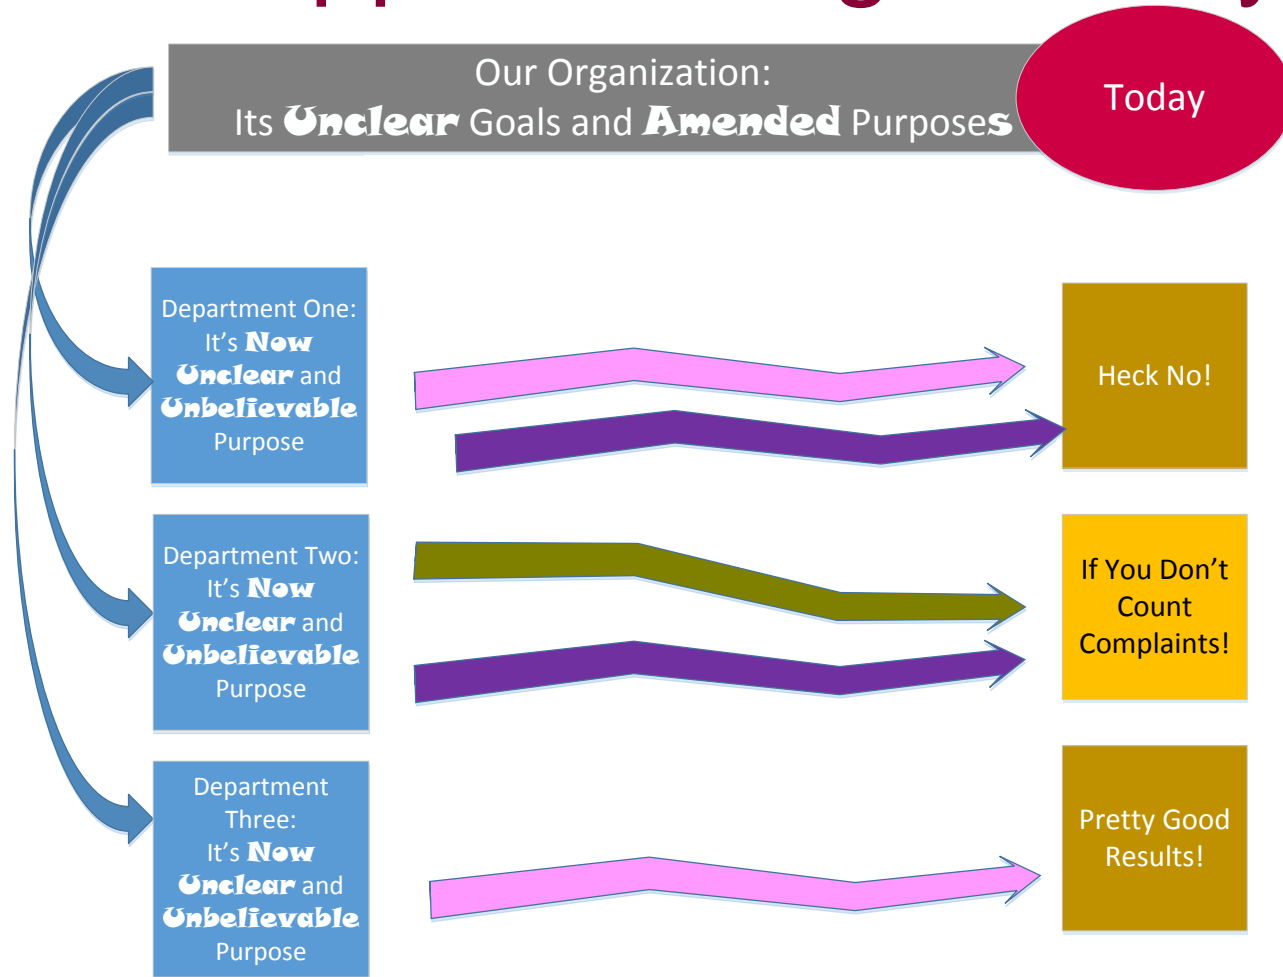 Our Organization:
Its Unclear Goals and Amended Purposes
Today
Department One:
It's Now
Unclear and
Unbelievable
Purpose
Heck No!
Department Two:
It's Now
Unclear and
Unbelievable
Purpose
If You Don't
Count
Complaints!
Department
Three:
It's Now
Unclear and
Unbelievable
Purpose
Pretty Good
Results!